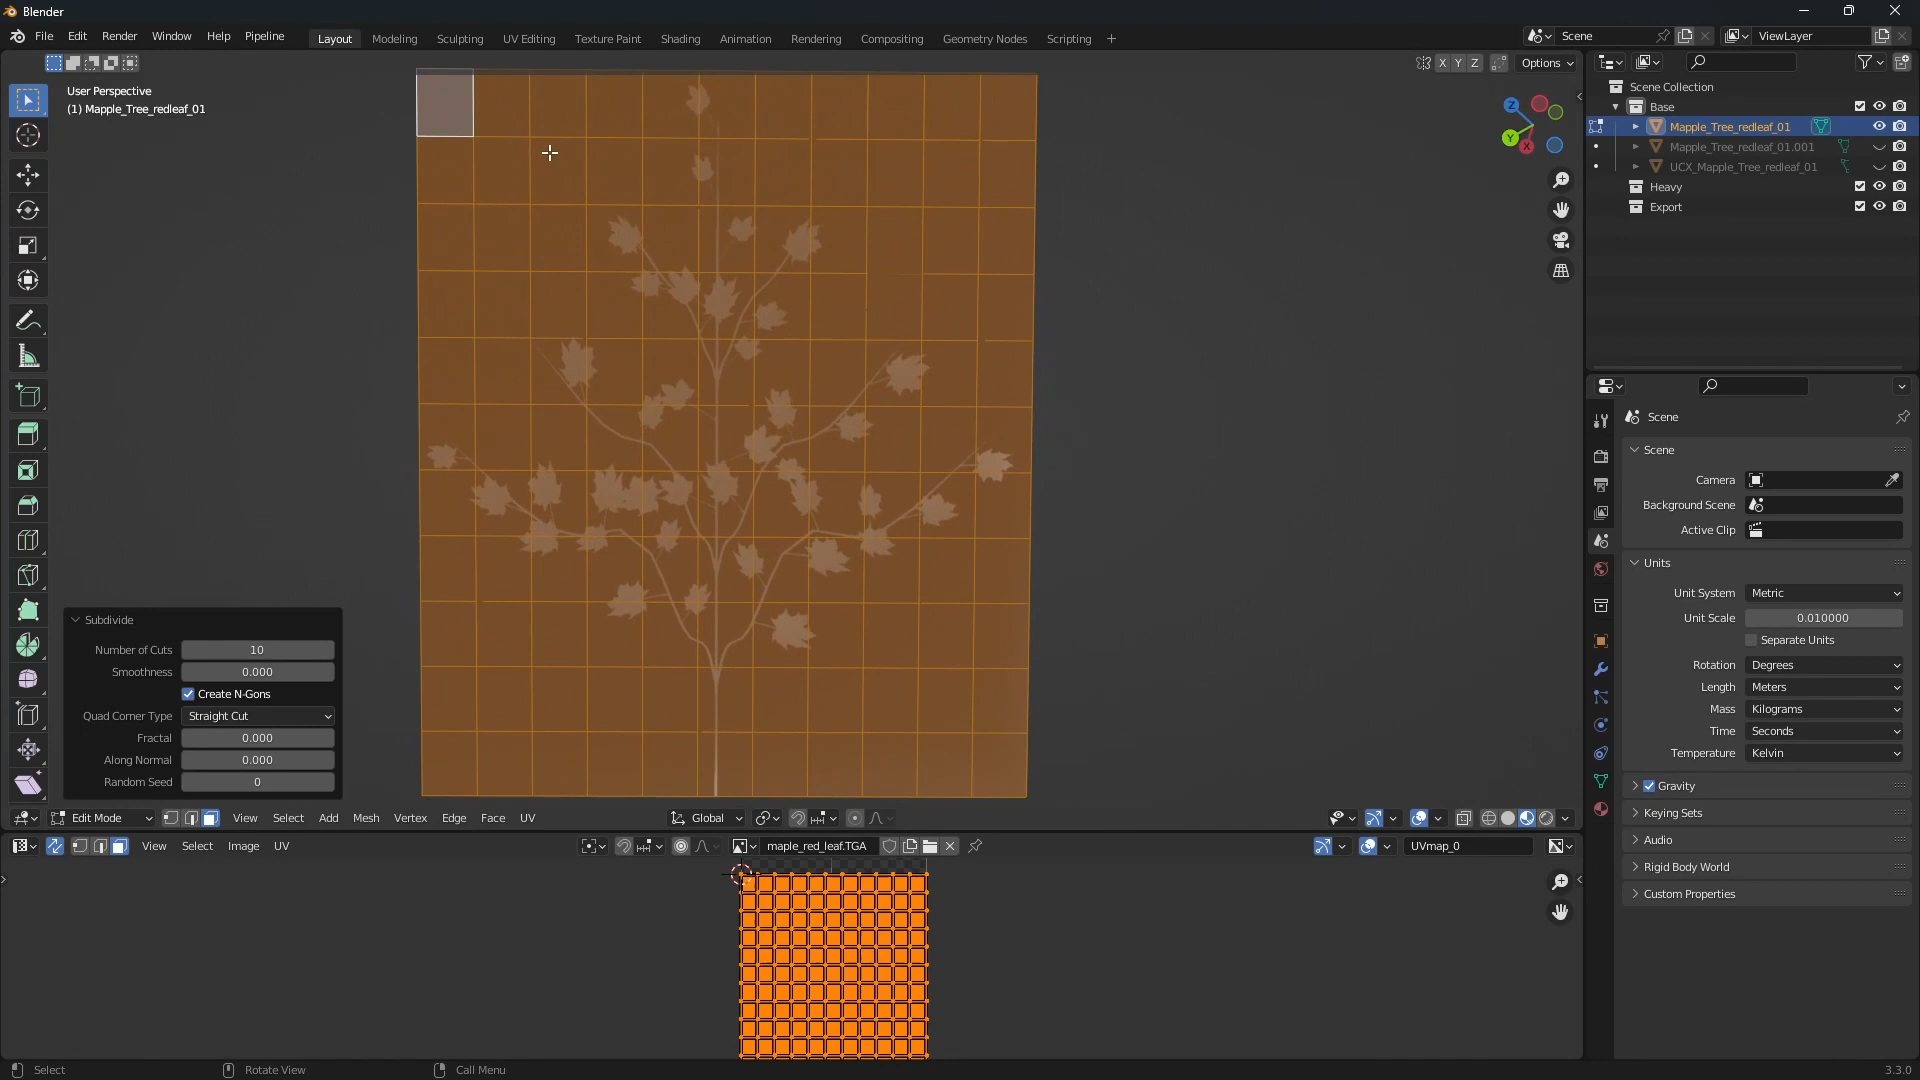 Blender
File Edit Render Window Help Pipeline Layout Modeling Sculpting UV Editing Texture Paint Shading Animation Rendering Compositing Geometry Nodes Scripting + Scene ViewLayer
X Y Z Options
User Perspective
(1) Mapple_Tree_redleaf_01
Z
Y
X
Scene Collection
Base
Mapple_Tree_redleaf_01
Mapple_Tree_redleaf_01.001
UCX_Mapple_Tree_redleaf_01
Heavy
Export
Scene
Scene
Camera
Background Scene
Active Clip
Units
Unit System Metric
Unit Scale 0.010000
Separate Units
Rotation Degrees
Length Meters
Mass Kilograms
Time Seconds
Temperature Kelvin
Gravity
Keying Sets
Audio
Rigid Body World
Custom Properties
Subdivide
Number of Cuts 10
Smoothness 0.000
Create N-Gons
Quad Corner Type Straight Cut
Fractal 0.000
Along Normal 0.000
Random Seed 0
Edit Mode View Select Add Mesh Vertex Edge Face UV Global
View Select Image UV maple_red_leaf.TGA UVmap_0
Select Rotate View Call Menu 3.3.0